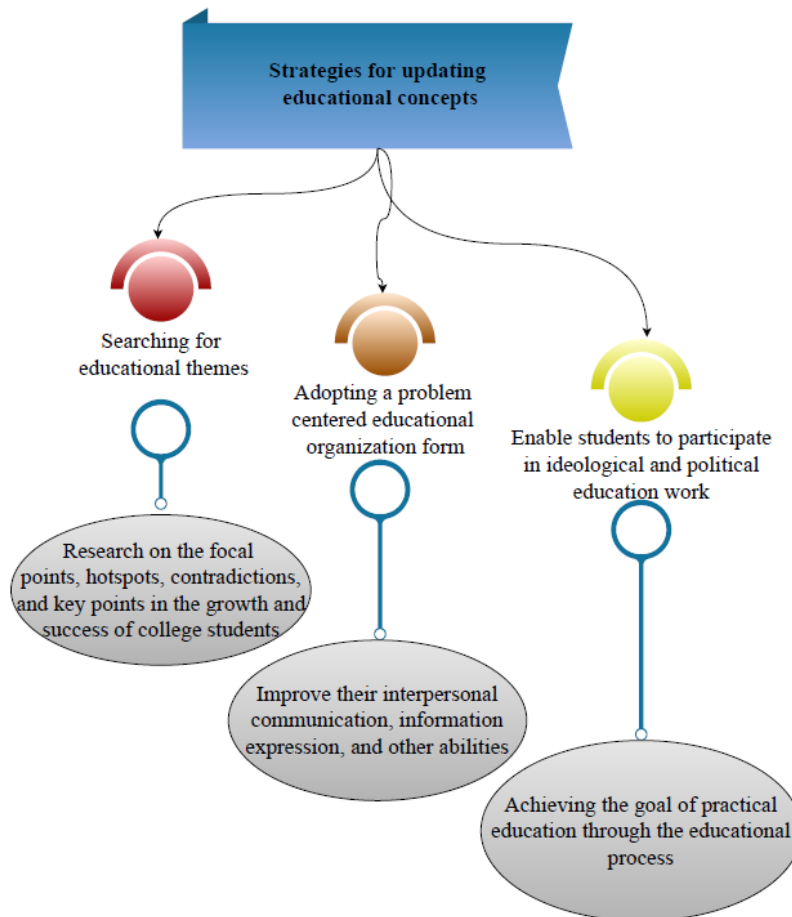 Strategies for updating
educational concepts
Searching for
educational themes
Adopting a problem
centered educational
organization form
Enable students to participate
in ideological and political
education work
Research on the focal
points, hotspots, contradictions,
and key points in the growth and
success of college students
Improve their interpersonal
communication, information
expression, and other abilities
Achieving the goal of practical
education through the educational
process